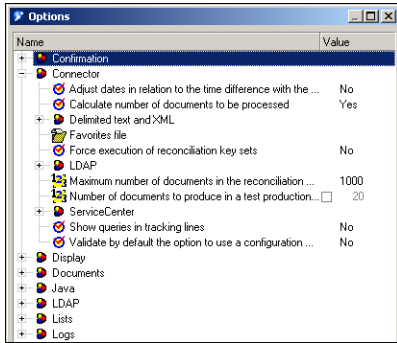 Options
Name Value
Confirmation
Connector
Adjust dates in relation to the time difference with the ... No
Calculate number of documents to be processed Yes
Delimited text and XML
Favorites file
Force execution of reconciliation key sets No
LDAP
Maximum number of documents in the reconciliation ... 1000
Number of documents to produce in a test production... 20
ServiceCenter
Show queries in tracking lines No
Validate by default the option to use a configuration ... No
Display
Documents
Java
LDAP
Lists
Logs